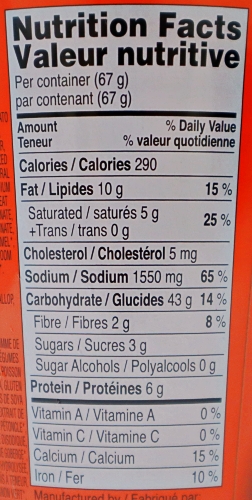 Nutrition Facts
Valeur nutritive
Per container (67 g)
par contenant (67 g)
Amount % Daily Value
Teneur % valeur quotidienne
Calories / Calories 290
Fat / Lipides 10 g 15 %
Saturated / saturés 5 g
+Trans / trans 0 g 25 %
Cholesterol / Cholestérol 5 mg
Sodium / Sodium 1550 mg 65 %
Carbohydrate / Glucides 43 g 14 %
Fibre / Fibres 2 g 8 %
Sugars / Sucres 3 g
Sugar Alcohols / Polyalcools 0 g
Protein / Protéines 6 g
Vitamin A / Vitamine A 0 %
Vitamin C / Vitamine C 0 %
Calcium / Calcium 15 %
Iron / Fer 10 %
Manufactured by / Fabriqué par